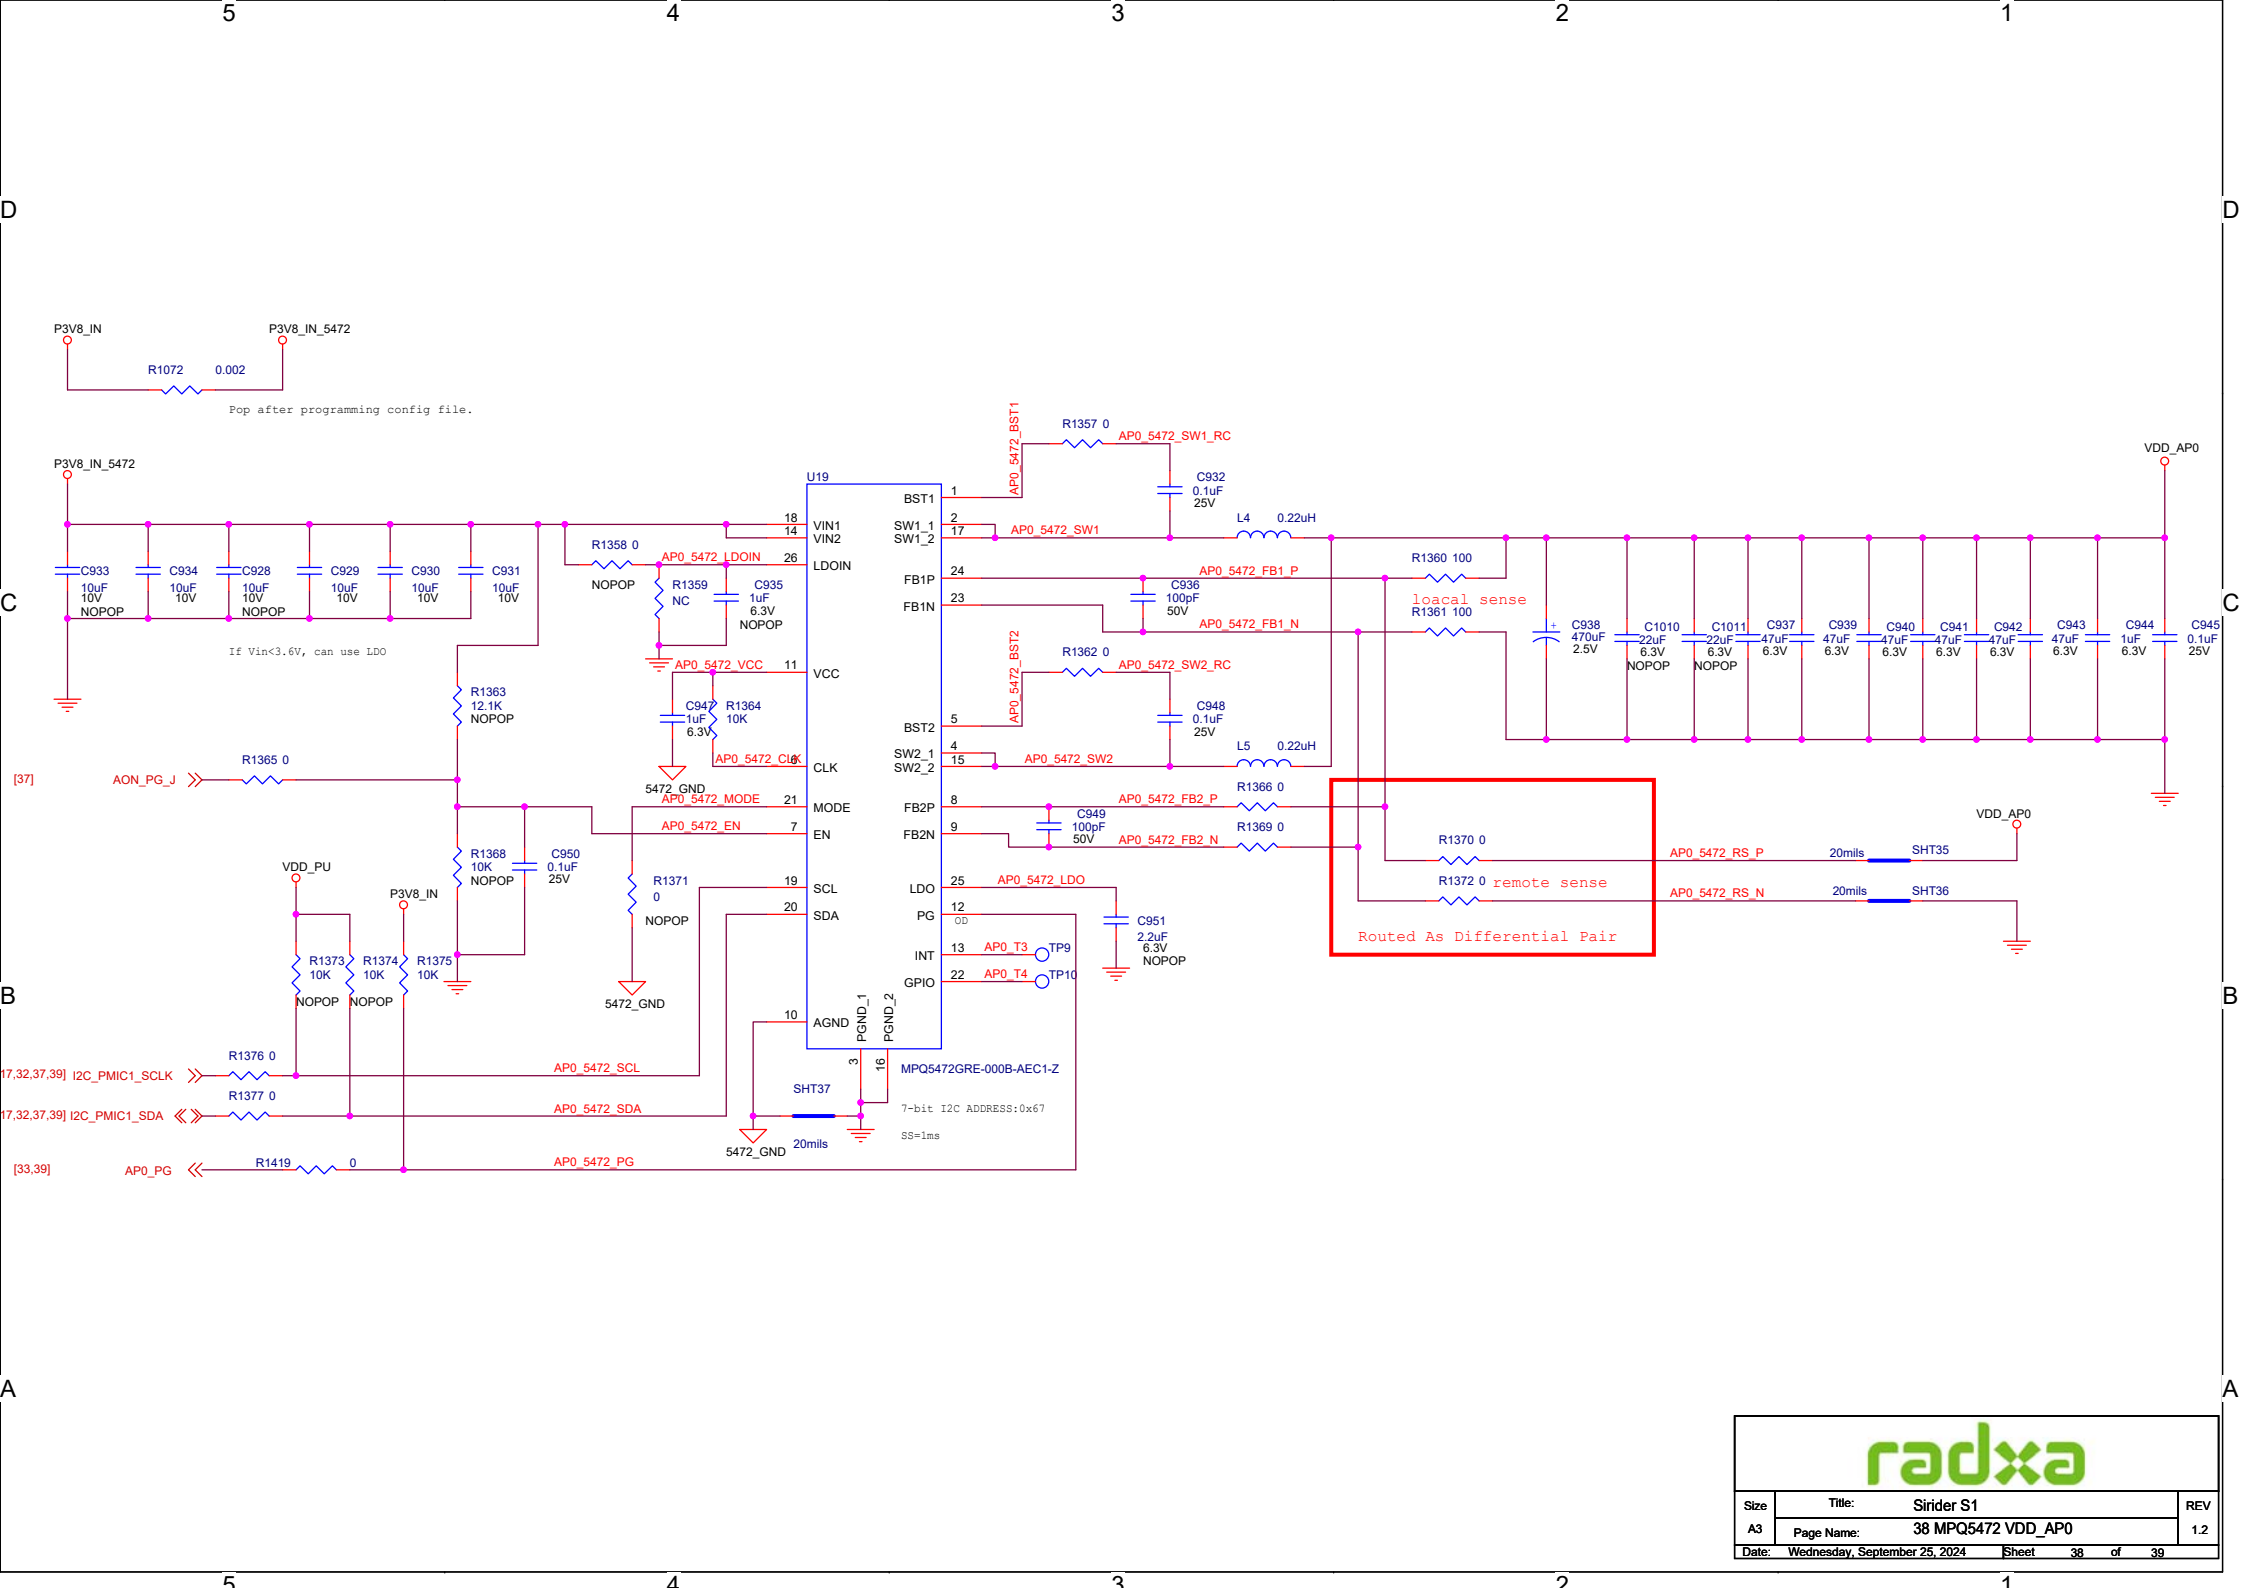 5 4 3 2 1
D D
P3V8_IN P3V8_IN_5472
R1072 0.002
Pop after programming config file.
P3V8_IN_5472
C933
10uF
10V
NOPOP
C934
10uF
10V
C928
10uF
10V
NOPOP
C929
10uF
10V
C930
10uF
10V
C931
10uF
10V
If Vin<3.6V, can use LDO
R1358 0
NOPOP
AP0_5472_LDOIN
R1359
NC
C935
1uF
6.3V
NOPOP
AP0_5472_VCC
C947
1uF
6.3V
R1364
10K
AP0_5472_CLK
5472_GND
AP0_5472_MODE
AP0_5472_EN
R1363
12.1K
NOPOP
[37] AON_PG_J R1365 0
R1368
10K
NOPOP
C950
0.1uF
25V
R1371
0
NOPOP
5472_GND
VDD_PU
P3V8_IN
R1373
10K
NOPOP
R1374
10K
NOPOP
R1375
10K
17,32,37,39] I2C_PMIC1_SCLK R1376 0 AP0_5472_SCL
17,32,37,39] I2C_PMIC1_SDA R1377 0 AP0_5472_SDA
[33,39] AP0_PG R1419 0 AP0_5472_PG
U19
18 VIN1
14 VIN2
26 LDOIN
11 VCC
6 CLK
21 MODE
7 EN
19 SCL
20 SDA
10 AGND
PGND_1 3
PGND_2 16
BST1 1
SW1_1 2
SW1_2 17
FB1P 24
FB1N 23
BST2 5
SW2_1 4
SW2_2 15
FB2P 8
FB2N 9
LDO 25
PG 12
OD
INT 13
GPIO 22
MPQ5472GRE-000B-AEC1-Z
7-bit I2C ADDRESS:0x67
SS=1ms
SHT37
20mils
5472_GND
AP0_5472_BST1
R1357 0
AP0_5472_SW1_RC
C932
0.1uF
25V
AP0_5472_SW1
L4 0.22uH
AP0_5472_FB1_P
C936
100pF
50V
AP0_5472_FB1_N
R1360 100
loacal sense
R1361 100
AP0_5472_BST2
R1362 0
AP0_5472_SW2_RC
C948
0.1uF
25V
AP0_5472_SW2
L5 0.22uH
AP0_5472_FB2_P
R1366 0
C949
100pF
50V
AP0_5472_FB2_N
R1369 0
AP0_5472_LDO
C951
2.2uF
6.3V
NOPOP
AP0_T3 TP9
AP0_T4 TP10
VDD_AP0
C938
470uF
2.5V
+
C1010
22uF
6.3V
NOPOP
C1011
22uF
6.3V
NOPOP
C937
47uF
6.3V
C939
47uF
6.3V
C940
47uF
6.3V
C941
47uF
6.3V
C942
47uF
6.3V
C943
47uF
6.3V
C944
1uF
6.3V
C945
0.1uF
25V
R1370 0
R1372 0 remote sense
Routed As Differential Pair
AP0_5472_RS_P 20mils SHT35
AP0_5472_RS_N 20mils SHT36
VDD_AP0
C C
B B
A A
radxa
Size Title: Sirider S1 REV
A3 Page Name: 38 MPQ5472 VDD_AP0 1.2
Date: Wednesday, September 25, 2024 Sheet 38 of 39
5 4 3 2 1